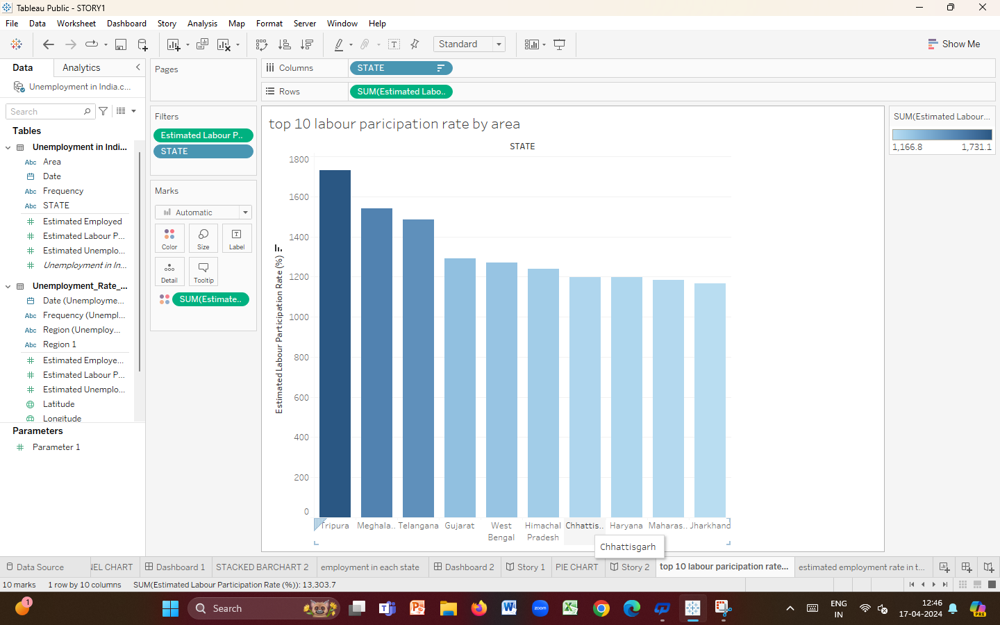 Tableau Public - STORY1
File Data Worksheet Dashboard Story Analysis Map Format Server Window Help
Standard
Show Me
Data Analytics
Unemployment in India.c...
Search
Tables
Unemployment in Indi...
Abc Area
Date
Abc Frequency
Abc STATE
Estimated Employed
Estimated Labour P...
Estimated Unemplo...
Unemployment in In...
Unemployment_Rate_...
Date (Unemployme...
Abc Frequency (Unempl...
Abc Region (Unemploy...
Abc Region 1
Estimated Employe...
Estimated Labour P...
Estimated Unemplo...
Latitude
Longitude
Parameters
Parameter 1
Pages
Filters
Estimated Labour P..
STATE
Marks
Automatic
Color Size Label
Detail Tooltip
SUM(Estimate..
Columns STATE
Rows SUM(Estimated Labo..
top 10 labour paricipation rate by area
STATE
Estimated Labour Participation Rate (%)
1800
1600
1400
1200
1000
800
600
400
200
0
Tripura Meghala.. Telangana Gujarat West Bengal Himachal Pradesh Chhattis.. Haryana Maharas.. Jharkhand
Chhattisgarh
SUM(Estimated Labour...
1,166.8 1,731.1
Data Source NEL CHART Dashboard 1 STACKED BARCHART 2 employment in each state Dashboard 2 Story 1 PIE CHART Story 2 top 10 labour paricipation rate... estimated employment rate in t...
10 marks 1 row by 10 columns SUM(Estimated Labour Participation Rate (%)): 13,303.7
1 Search zoom ENG IN 12:46 17-04-2024 PRE